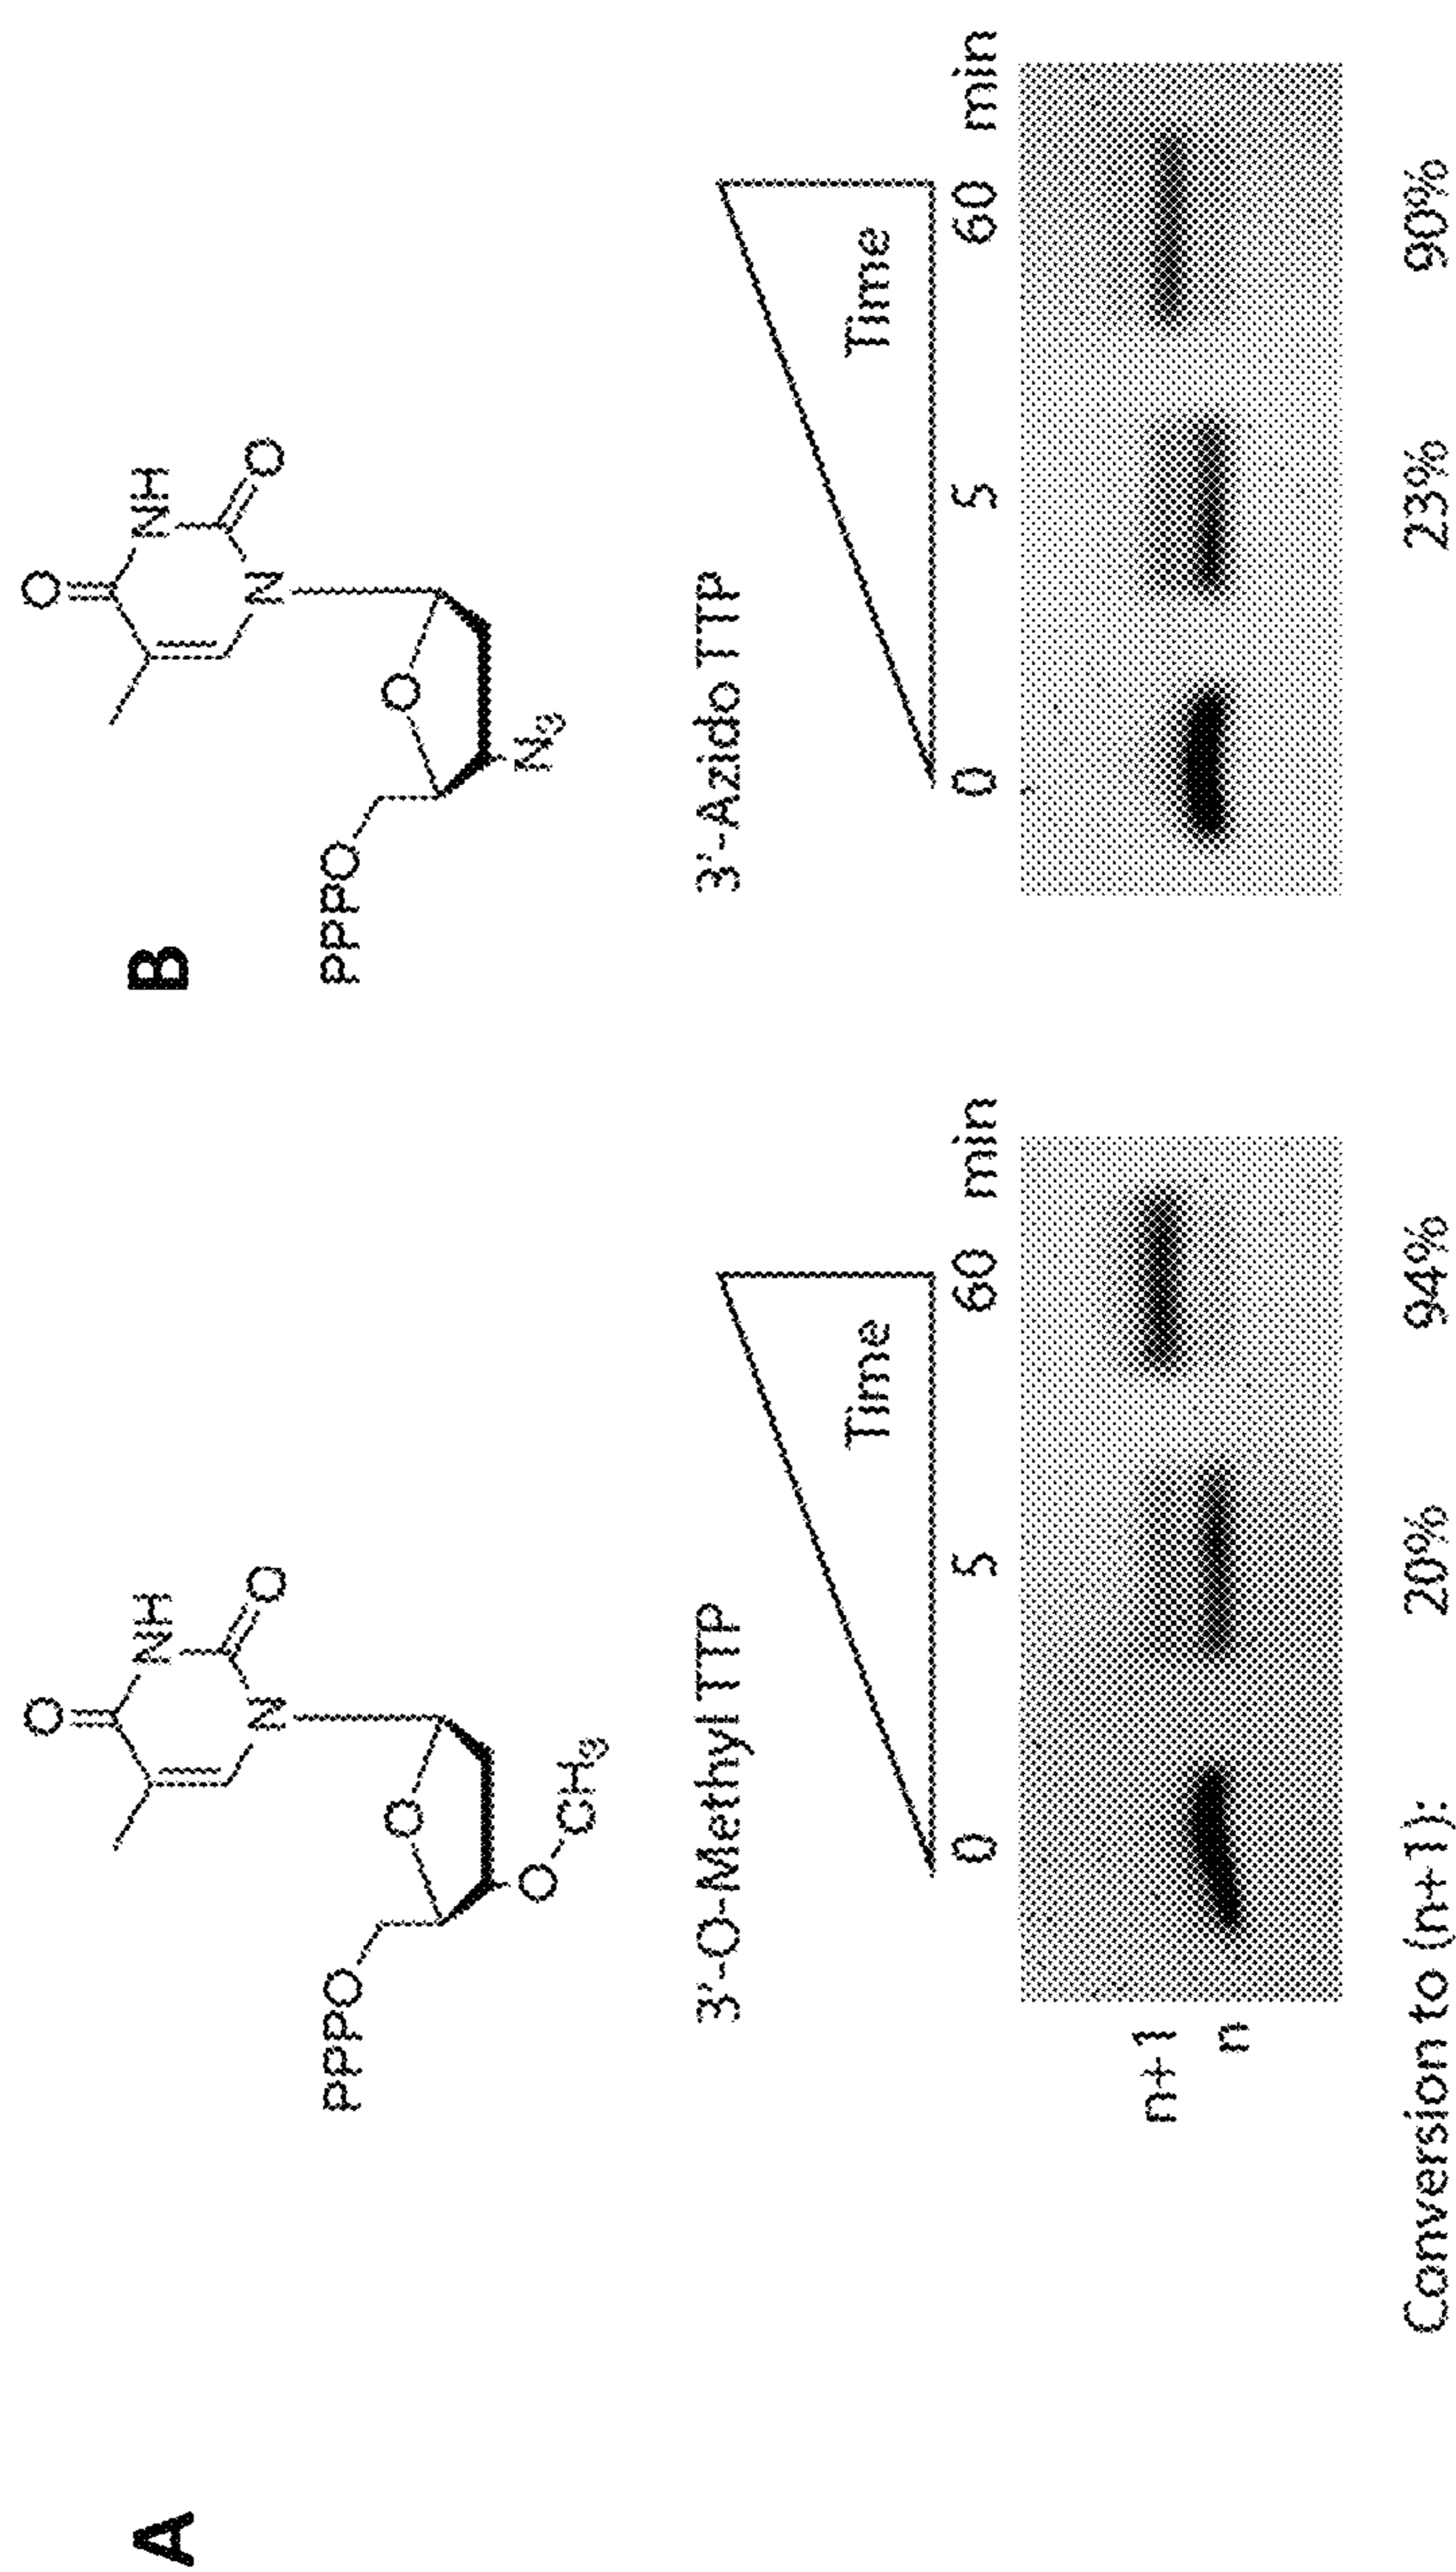 A
O
NH
N
O
PPPO
O
O
CH3
3'-O-Methyl TTP
Time
0 5 60 min
n+1
n
Conversion to (n+1): 20% 94%
B
O
NH
N
O
PPPO
O
N3
3'-Azido TTP
Time
0 5 60 min
23% 90%